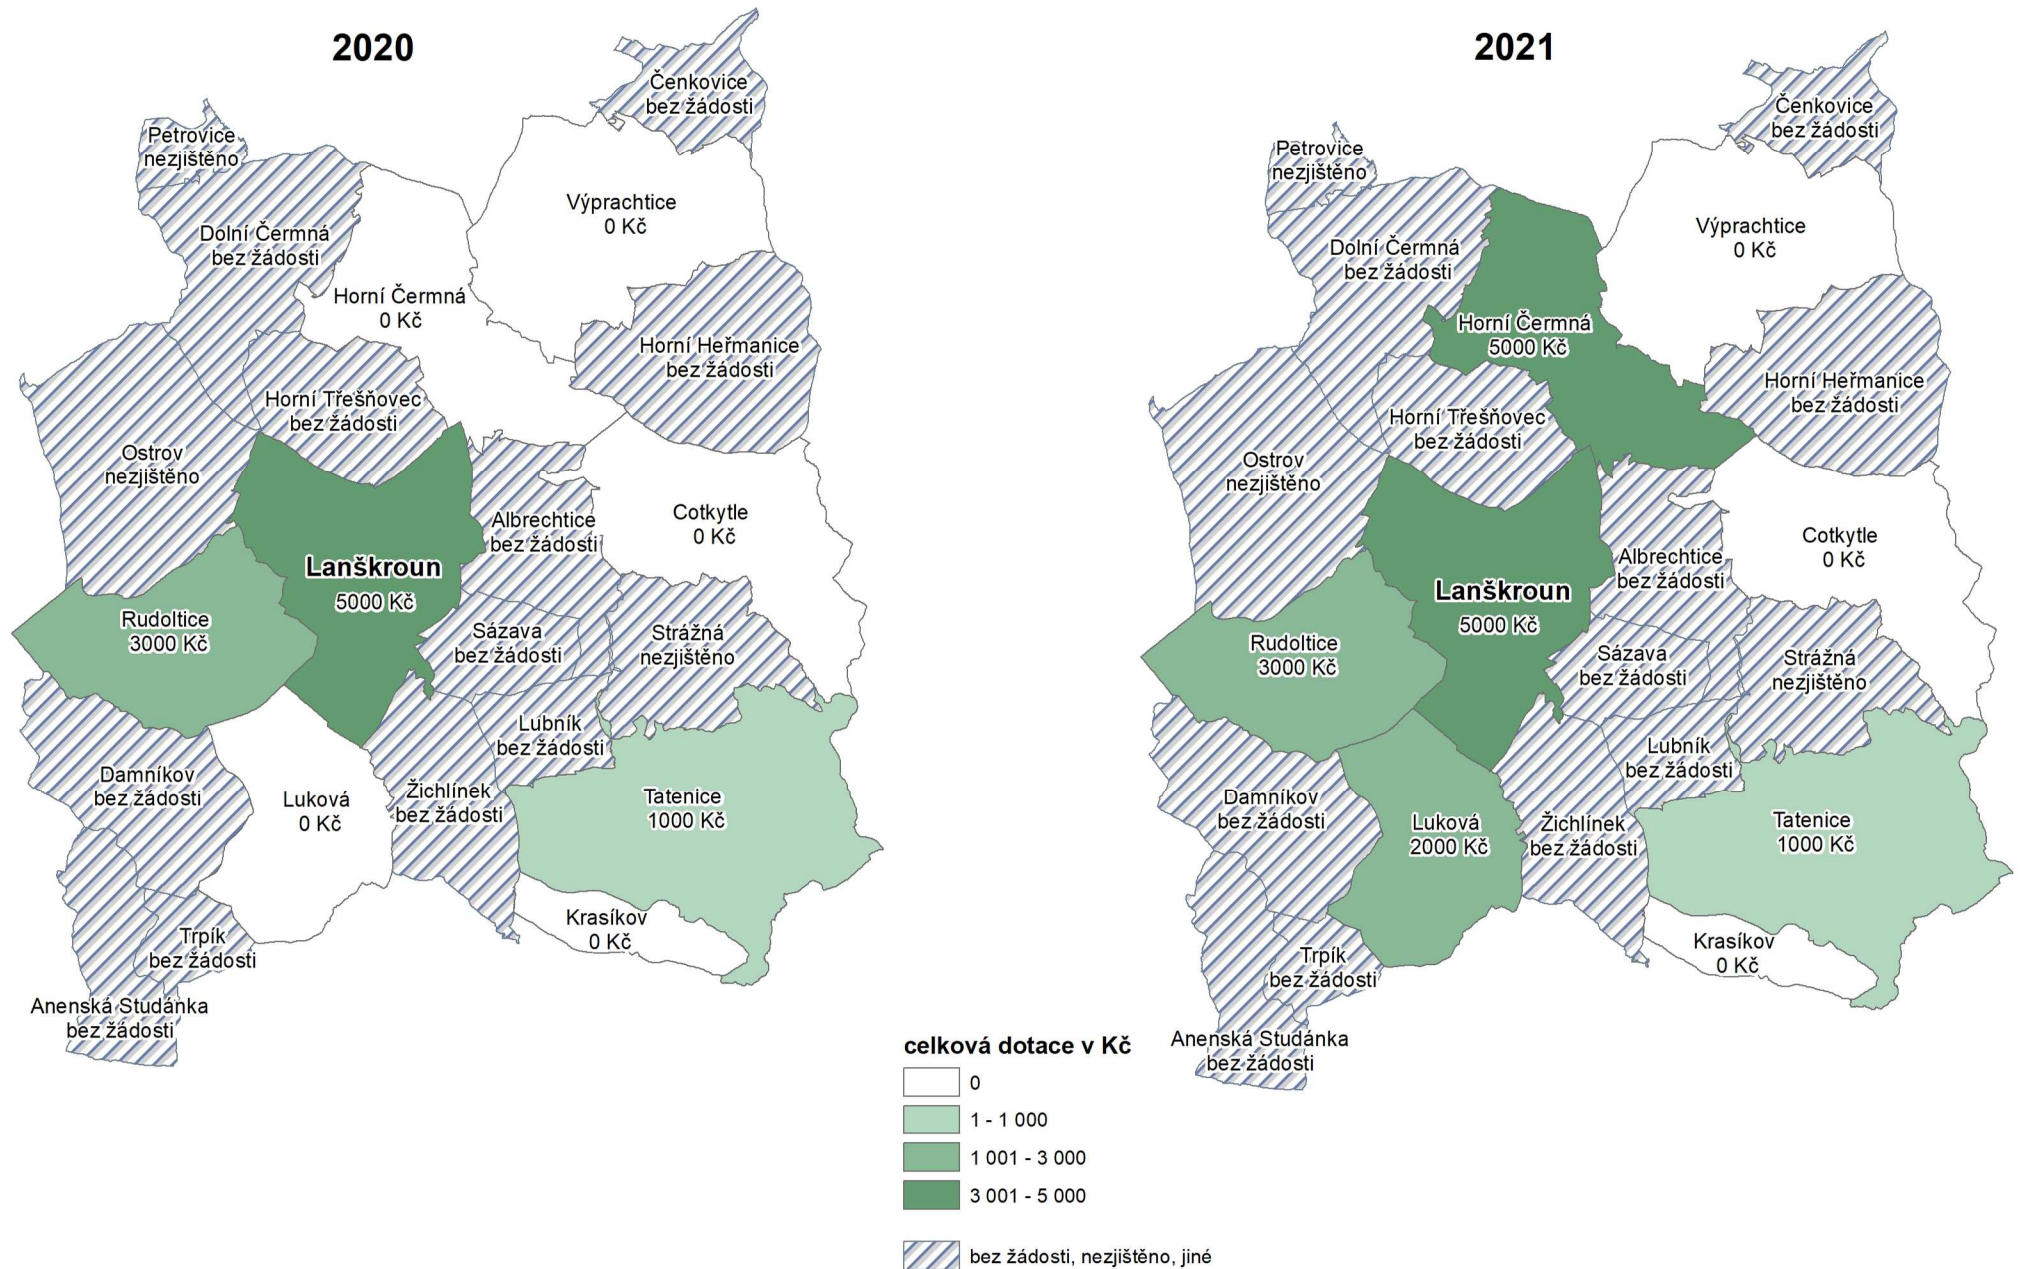 2020
Čenkovice
bez žádosti
Petrovice
nezjištěno
Výprachtice
0 Kč
Dolní Čermná
bez žádosti
Horní Čermná
0 Kč
Horní Heřmanice
bez žádosti
Horní Třešňovec
bez žádosti
Ostrov
nezjištěno
Albrechtice
bez žádosti
Cotkytle
0 Kč
Lanškroun
5000 Kč
Rudoltice
3000 Kč
Sázava
bez žádosti
Strážná
nezjištěno
Lubník
bez žádosti
Damníkov
bez žádosti
Luková
0 Kč
Žichlínek
bez žádosti
Tatenice
1000 Kč
Krasíkov
0 Kč
Trpík
bez žádosti
Anenská Studánka
bez žádosti
2021
Čenkovice
bez žádosti
Petrovice
nezjištěno
Výprachtice
0 Kč
Dolní Čermná
bez žádosti
Horní Čermná
5000 Kč
Horní Heřmanice
bez žádosti
Horní Třešňovec
bez žádosti
Ostrov
nezjištěno
Albrechtice
bez žádosti
Cotkytle
0 Kč
Lanškroun
5000 Kč
Rudoltice
3000 Kč
Sázava
bez žádosti
Strážná
nezjištěno
Lubník
bez žádosti
Damníkov
bez žádosti
Luková
2000 Kč
Žichlínek
bez žádosti
Tatenice
1000 Kč
Krasíkov
0 Kč
Trpík
bez žádosti
Anenská Studánka
bez žádosti
celková dotace v Kč
0
1 - 1 000
1 001 - 3 000
3 001 - 5 000
bez žádosti, nezjištěno, jiné